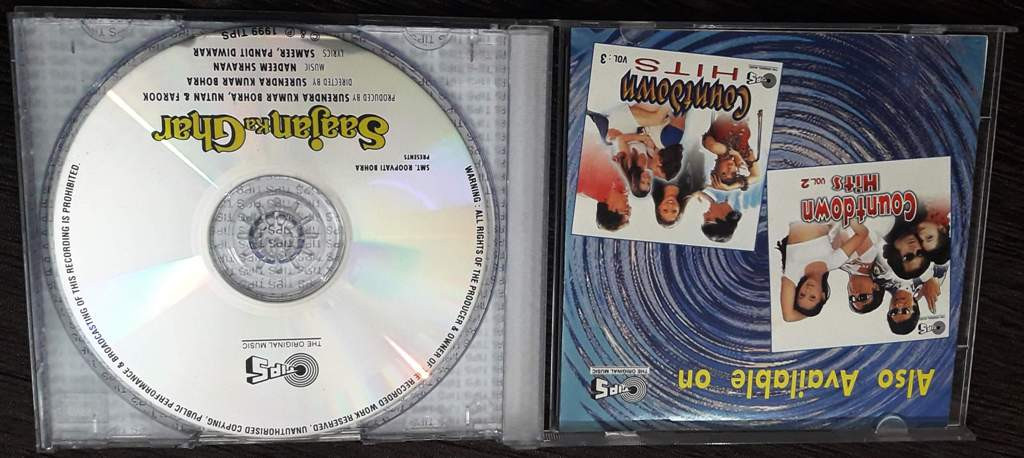 Also Available on
TIPS
THE ORIGINAL MUSIC
Countdown
Hits VOL. 2
Countdown
HITS
VOL : 3
TIPS
THE ORIGINAL MUSIC
SMT. ROOPVATI BOHRA
PRESENTS
Saajan Ka Ghar
PRODUCED BY SURENDRA KUMAR BOHRA, NUTAN & FAROOK
DIRECTED BY SURENDRA KUMAR BOHRA
MUSIC NADEEM SHRAVAN
LYRICS SAMEER, PANDIT DIWAKAR
© & ℗ 1999 TIPS
WARNING : ALL RIGHTS OF THE PRODUCER & OWNER OF THE RECORDED WORK RESERVED. UNAUTHORISED COPYING, PUBLIC PERFORMANCE & BROADCASTING OF THIS RECORDING IS PROHIBITED.